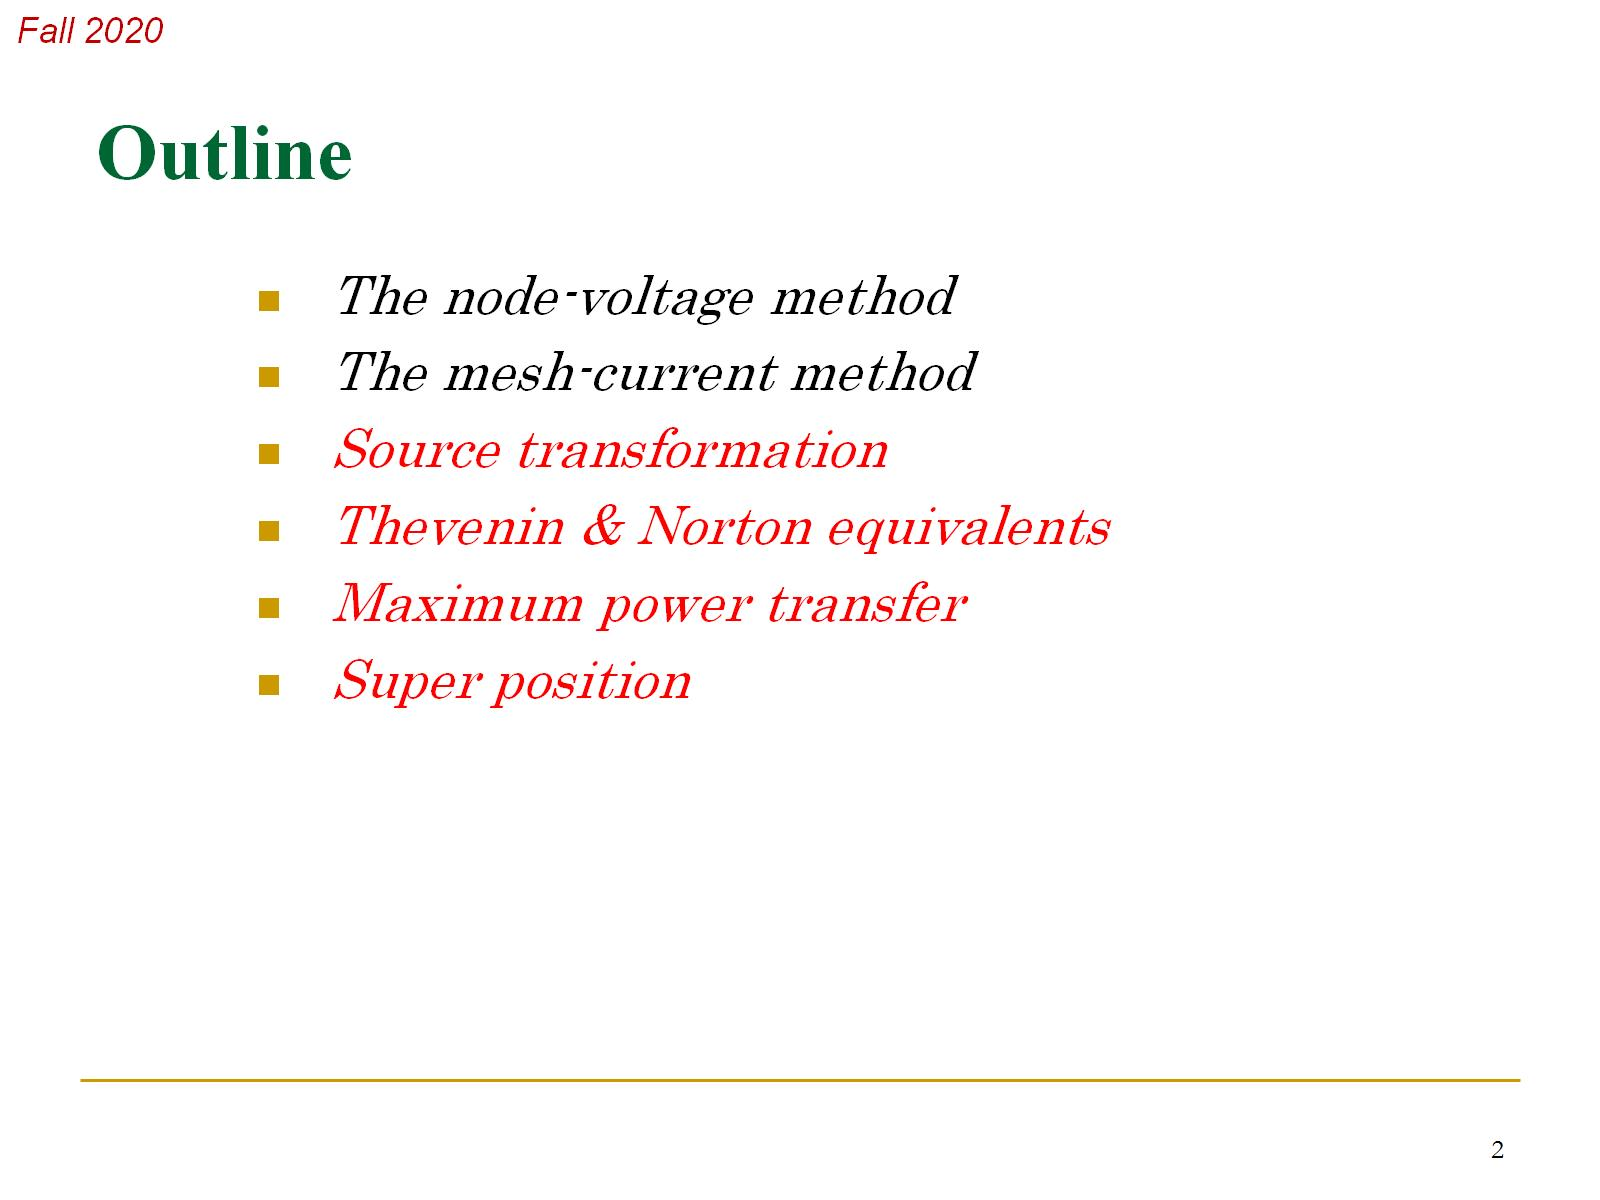 Fall 2020
Outline
The node-voltage method
The mesh-current method
Source transformation
Thevenin & Norton equivalents
Maximum power transfer
Super position
2